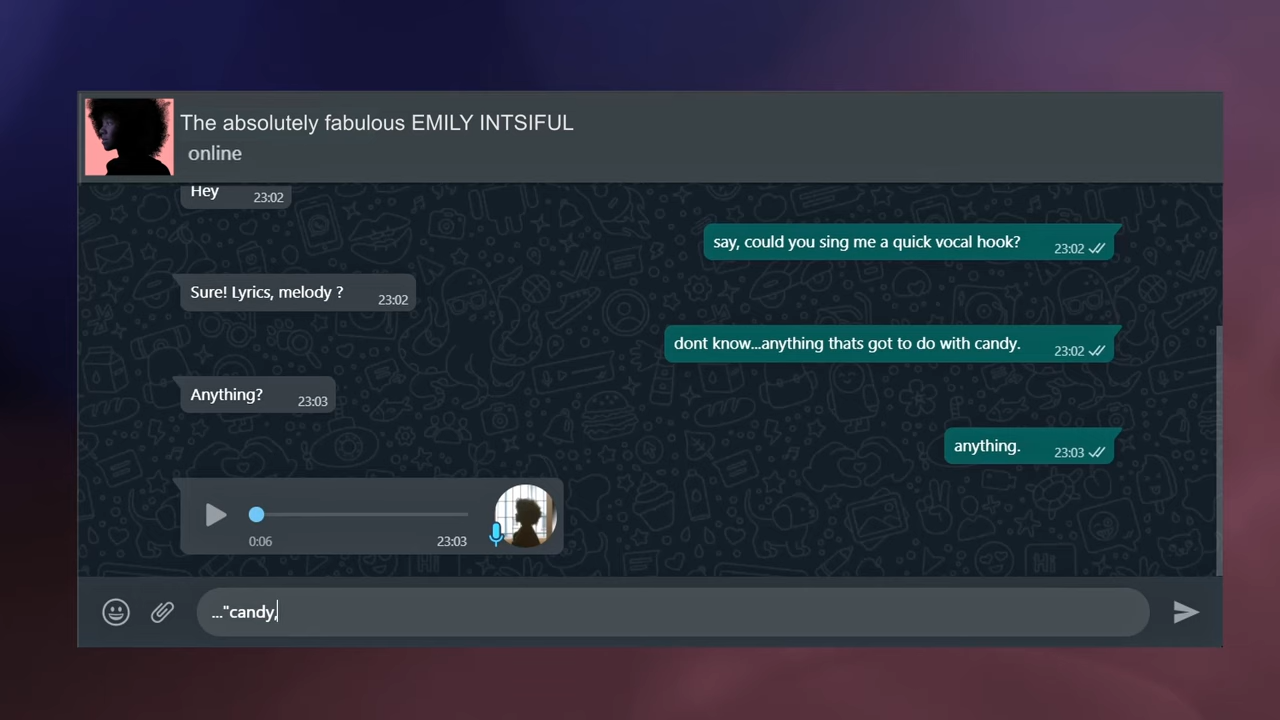 The absolutely fabulous EMILY INTSIFUL
online
Hey 23:02
say, could you sing me a quick vocal hook? 23:02
Sure! Lyrics, melody ? 23:02
dont know...anything thats got to do with candy. 23:02
Anything? 23:03
anything. 23:03
0:06 23:03
..."candy,